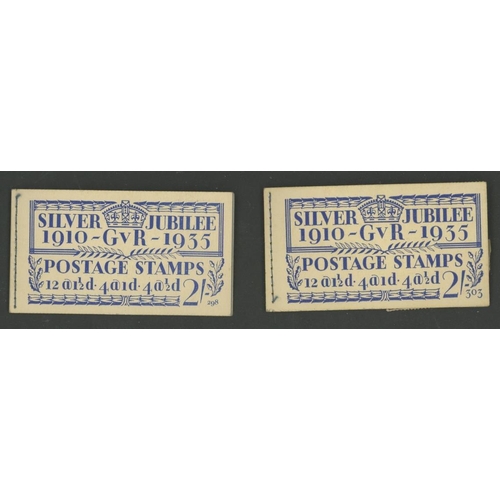 SILVER JUBILEE
1910 - GvR - 1935
POSTAGE STAMPS
12 @ 1½d · 4 @ 1d · 4 @ ½d 2/-
298
SILVER JUBILEE
1910 - GvR - 1935
POSTAGE STAMPS
12 @ 1½d · 4 @ 1d · 4 @ ½d 2/-
303